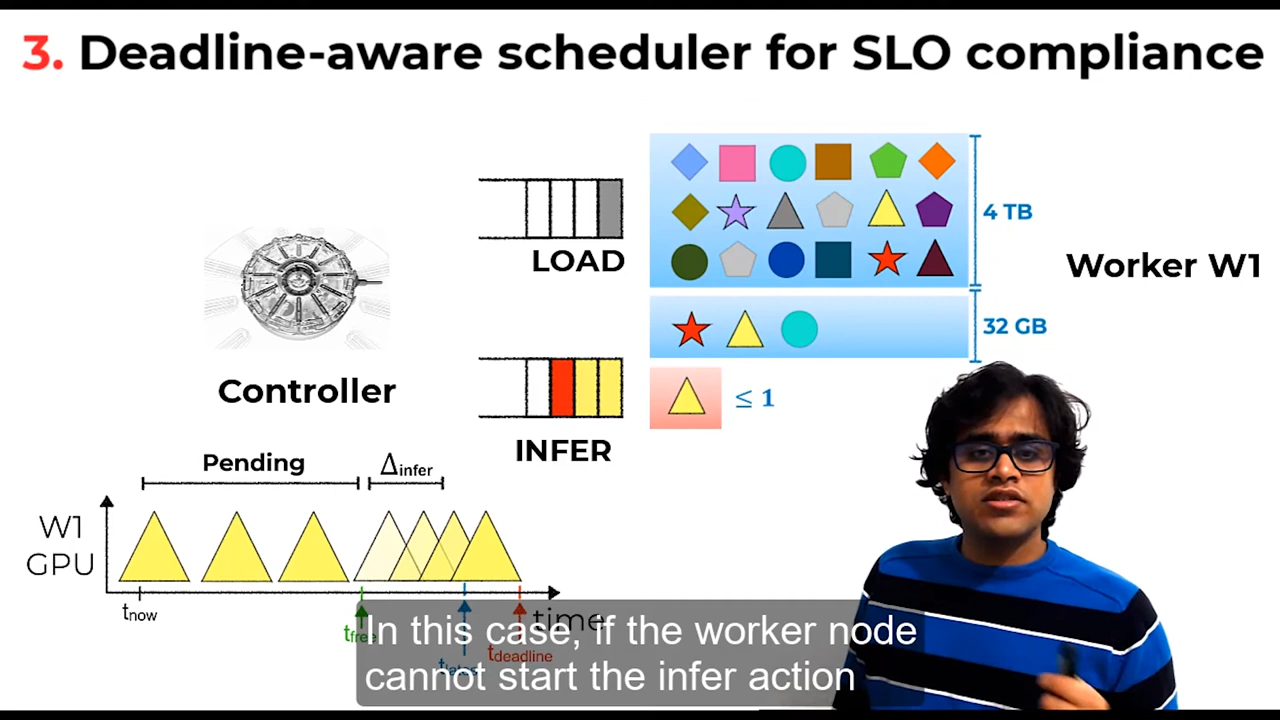 3. Deadline-aware scheduler for SLO compliance
LOAD
4 TB
Worker W1
32 GB
Controller
≤ 1
INFER
Pending
Δinfer
W1
GPU
tnow
time
tfree
tdeadline
In this case, if the worker node
cannot start the infer action